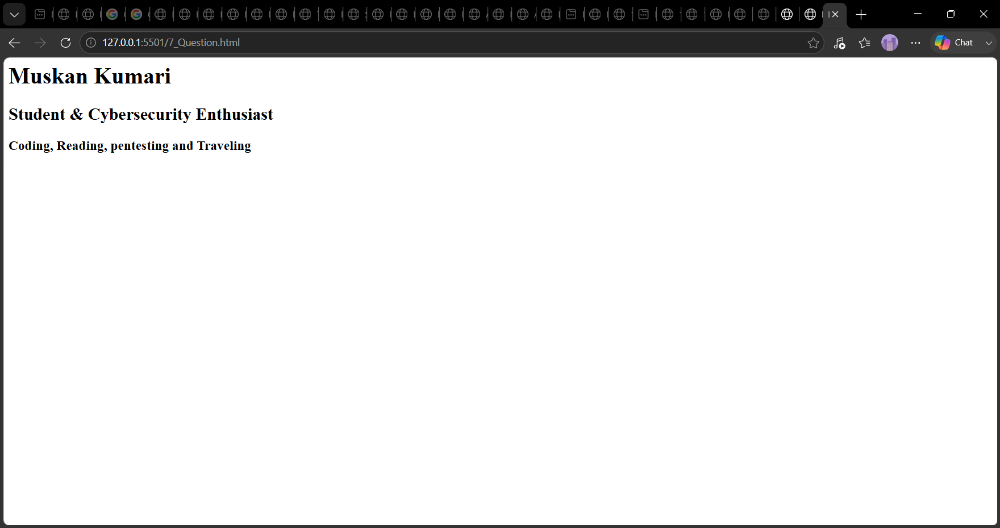 127.0.0.1:5501/7_Question.html
Chat
Muskan Kumari
Student & Cybersecurity Enthusiast
Coding, Reading, pentesting and Traveling